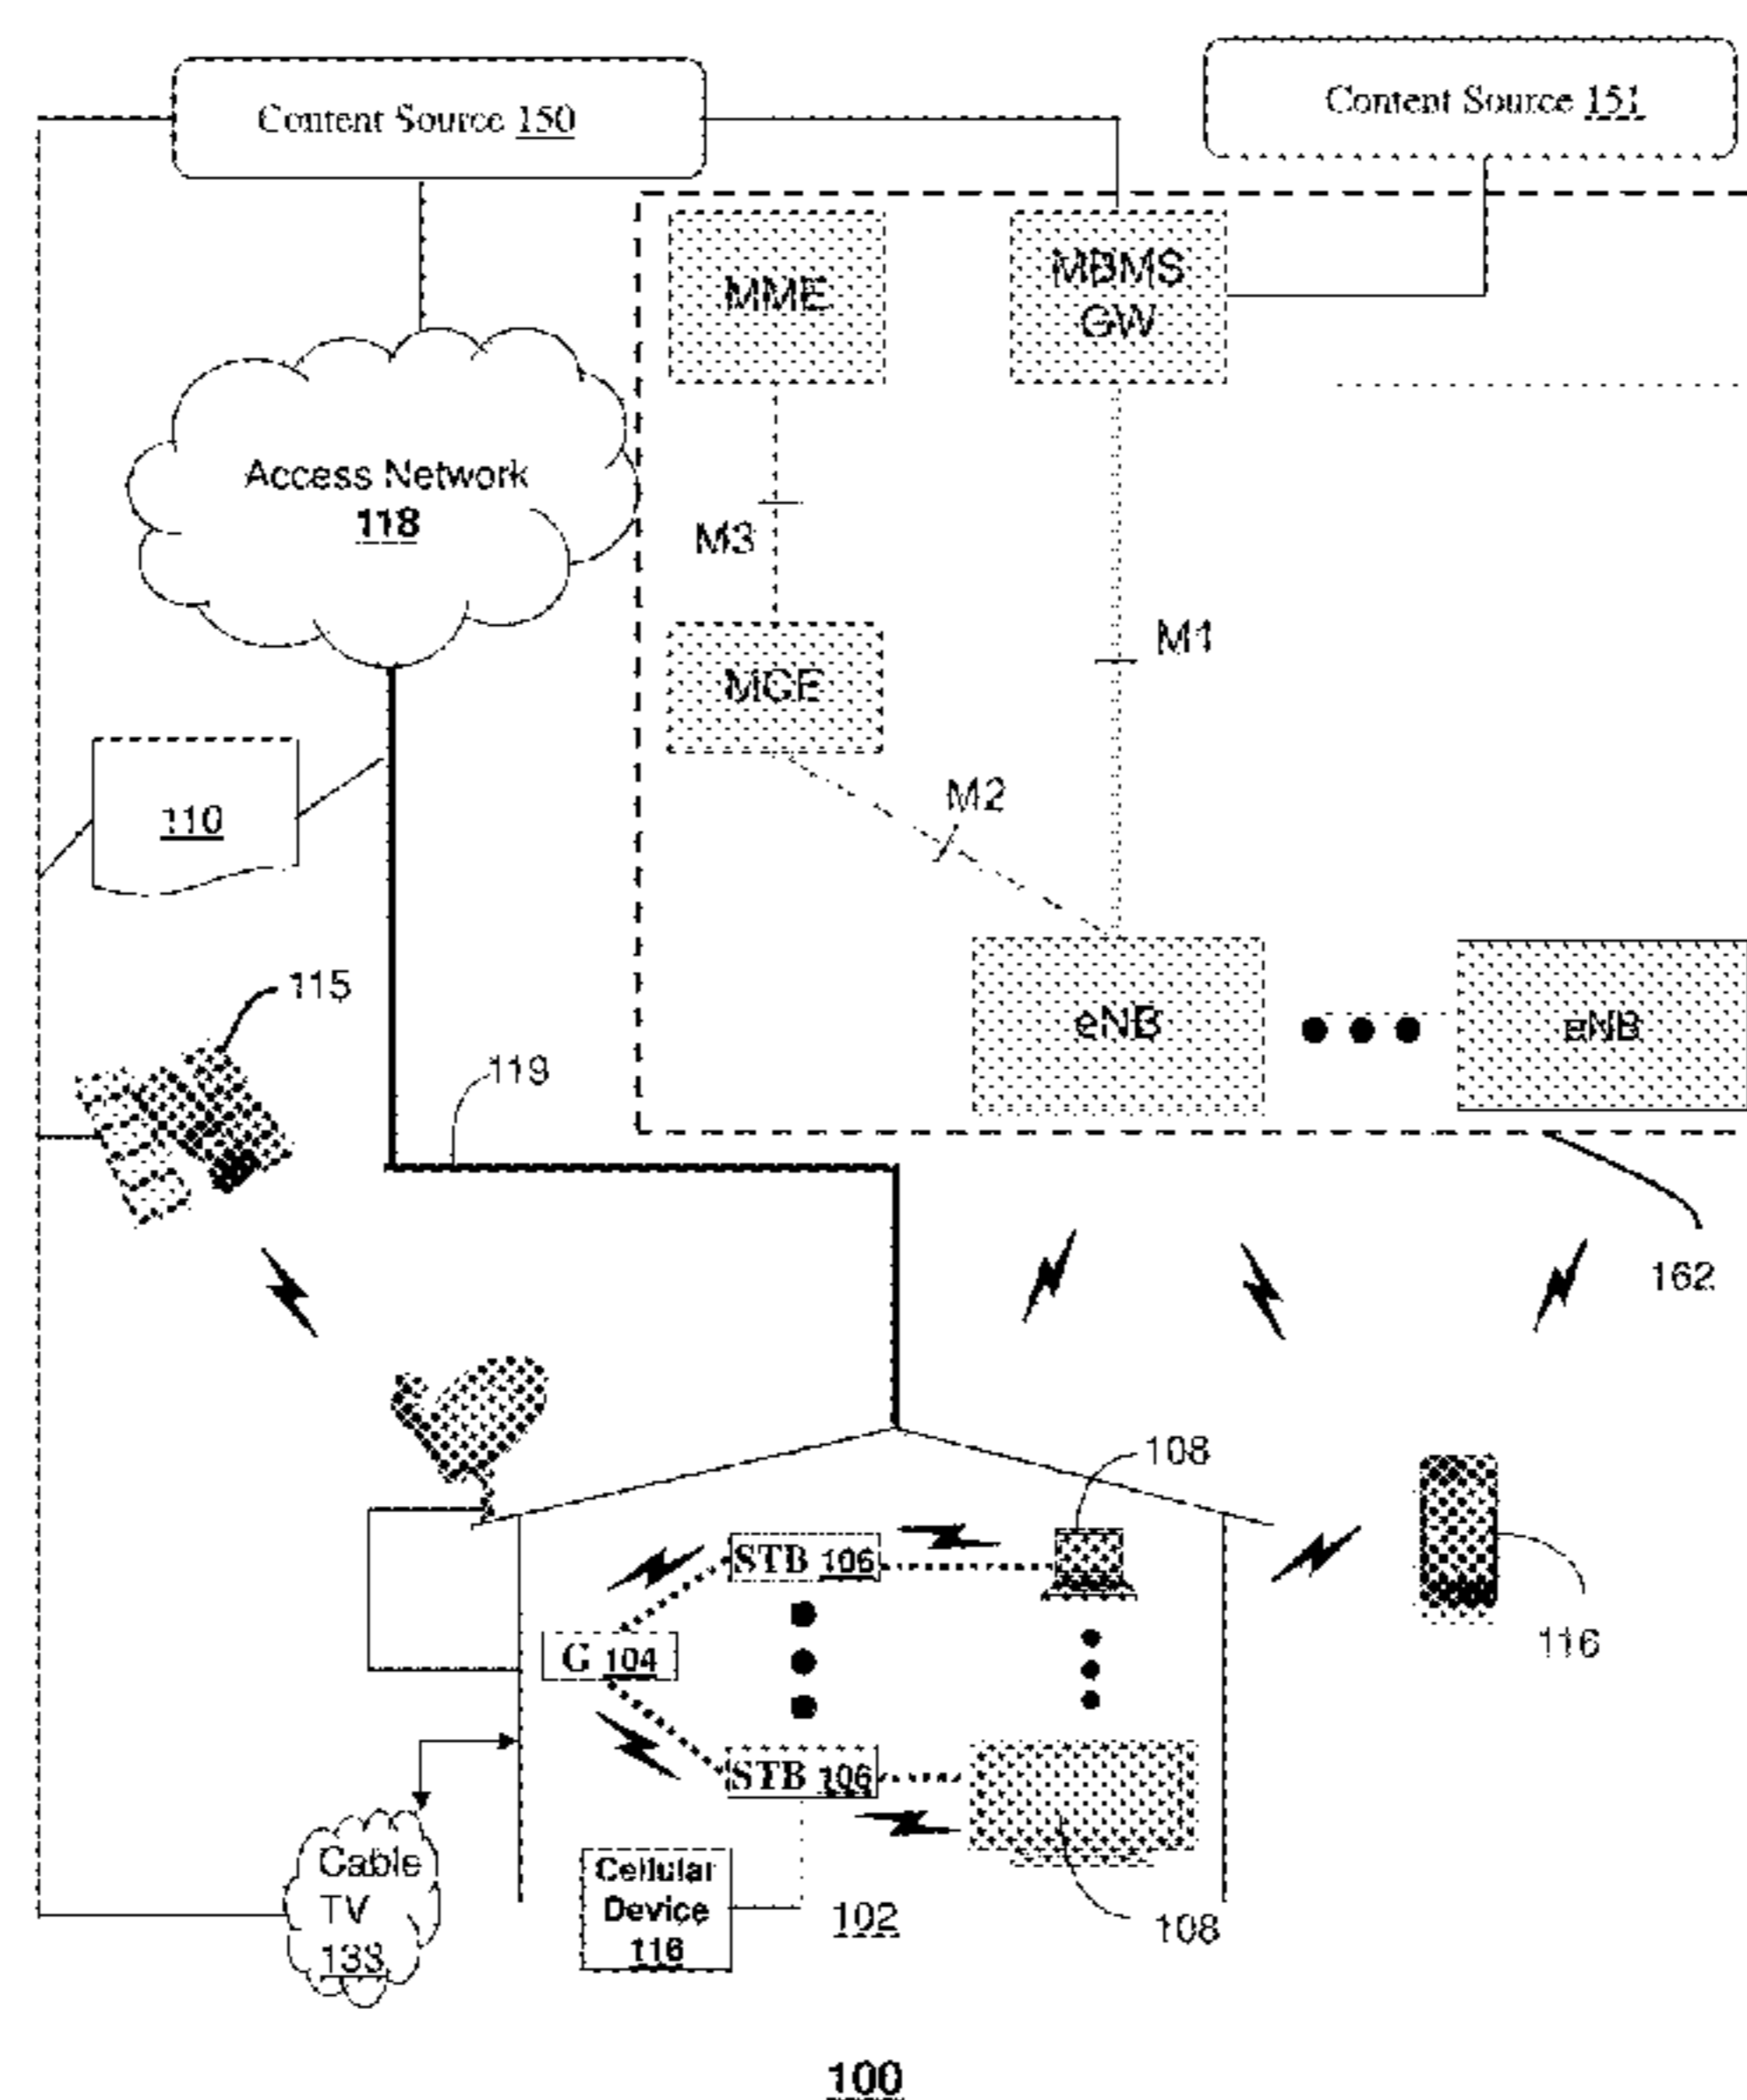 Content Source 150
Content Source 151
MME
MBMS
GW
Access Network
118
M3
M1
MCE
M2
110
eNB
eNB
115
119
162
108
STB 106
116
G 104
STB 106
Cable
TV
133
Cellular
Device
116
102
108
100